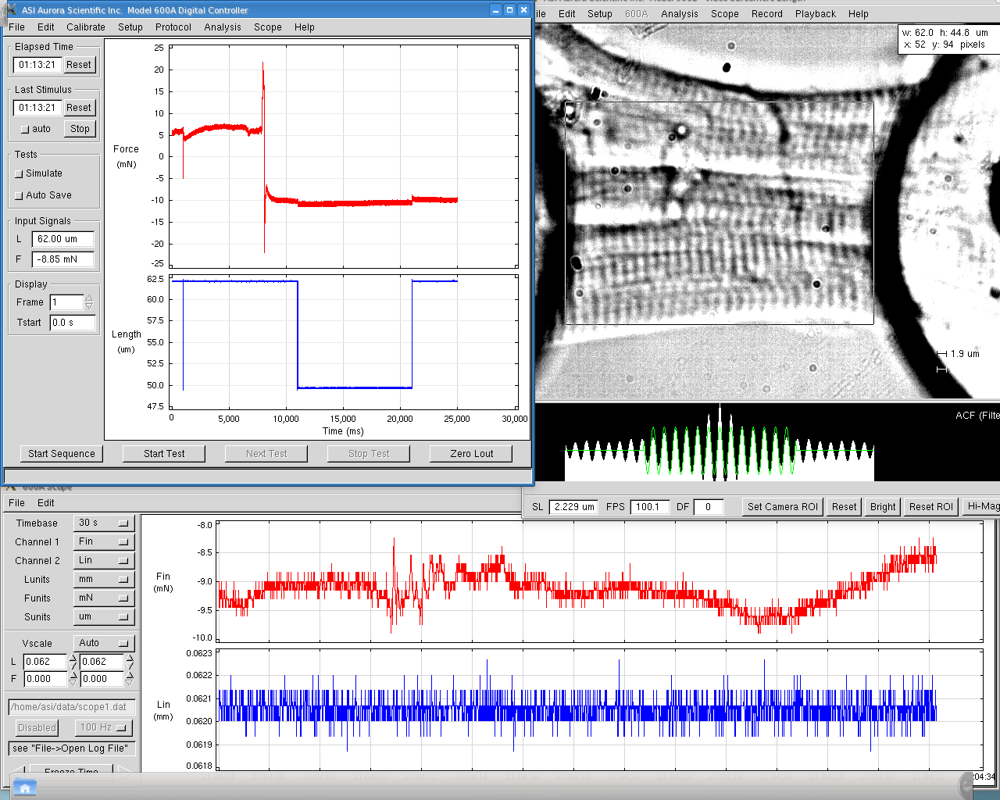 ASI Aurora Scientific Inc. Model 600A Digital Controller
File Edit Calibrate Setup Protocol Analysis Scope Help
Elapsed Time
01:13:21 Reset
Last Stimulus
01:13:21 Reset
auto Stop
Tests
Simulate
Auto Save
Input Signals
L 62.00 um
F -8.85 mN
Display
Frame 1
Tstart 0.0 s
25
20
15
10
5
0
-5
-10
-15
-20
-25
Force
(mN)
62.5
60.0
57.5
55.0
52.5
50.0
47.5
Length
(um)
0 5,000 10,000 15,000 20,000 25,000 30,000
Time (ms)
Start Sequence Start Test Next Test Stop Test Zero Lout
ile Edit Setup 600A Analysis Scope Record Playback Help
w: 62.0 h: 44.8 um
x: 52 y: 94 pixels
1.9 um
ACF (Filte
SL 2.229 um FPS 100.1 DF 0 Set Camera ROI Reset Bright Reset ROI Hi-Mag
600A Scope
File Edit
Timebase 30 s
Channel 1 Fin
Channel 2 Lin
Lunits mm
Funits mN
Sunits um
Vscale Auto
L 0.062 0.062
F 0.000 0.000
/home/asi/data/scope1.dat
Disabled 100 Hz
see "File->Open Log File"
Freeze Time
-8.0
-8.5
-9.0
-9.5
-10.0
Fin
(mN)
0.0623
0.0622
0.0621
0.0620
0.0619
0.0618
Lin
(mm)
:04:34